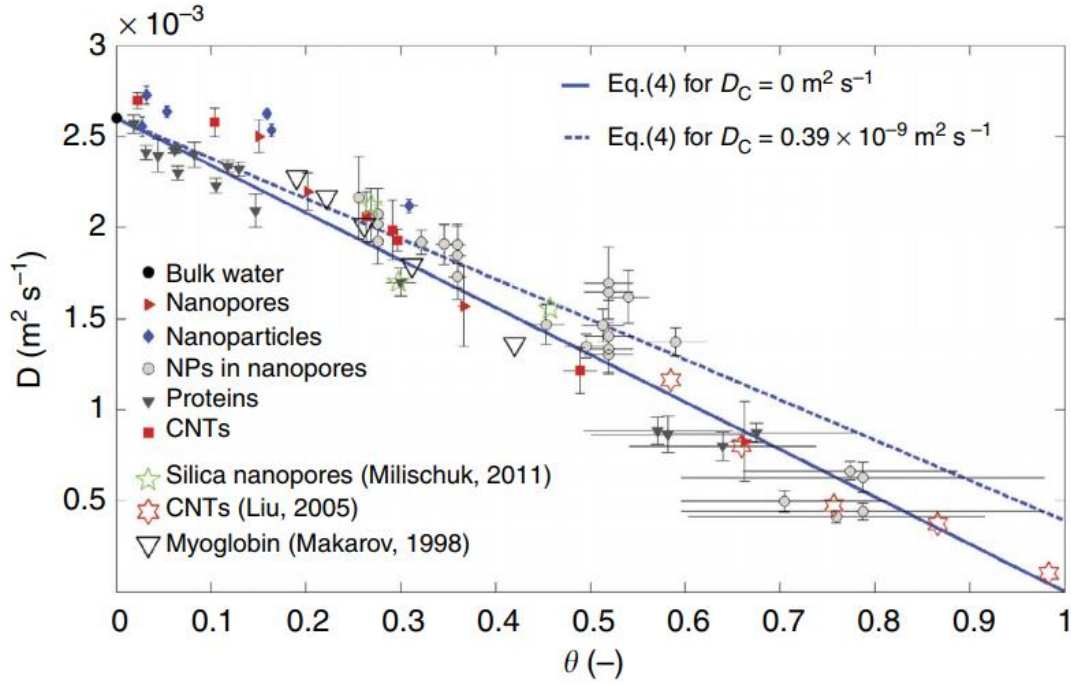 × 10⁻³
3
2.5
2
1.5
1
0.5
D (m² s⁻¹)
Eq.(4) for D_C = 0 m² s⁻¹
Eq.(4) for D_C = 0.39 × 10⁻⁹ m² s⁻¹
Bulk water
Nanopores
Nanoparticles
NPs in nanopores
Proteins
CNTs
Silica nanopores (Milischuk, 2011)
CNTs (Liu, 2005)
Myoglobin (Makarov, 1998)
0 0.1 0.2 0.3 0.4 0.5 0.6 0.7 0.8 0.9 1
θ (–)